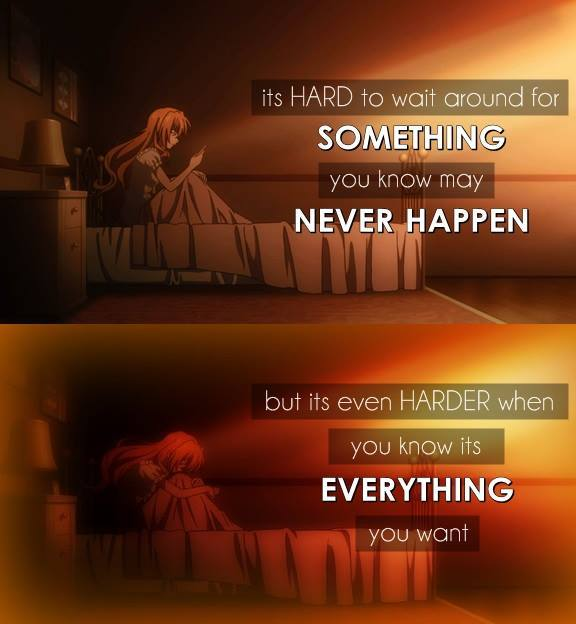 its HARD to wait around for
SOMETHING
you know may
NEVER HAPPEN
but its even HARDER when
you know its
EVERYTHING
you want